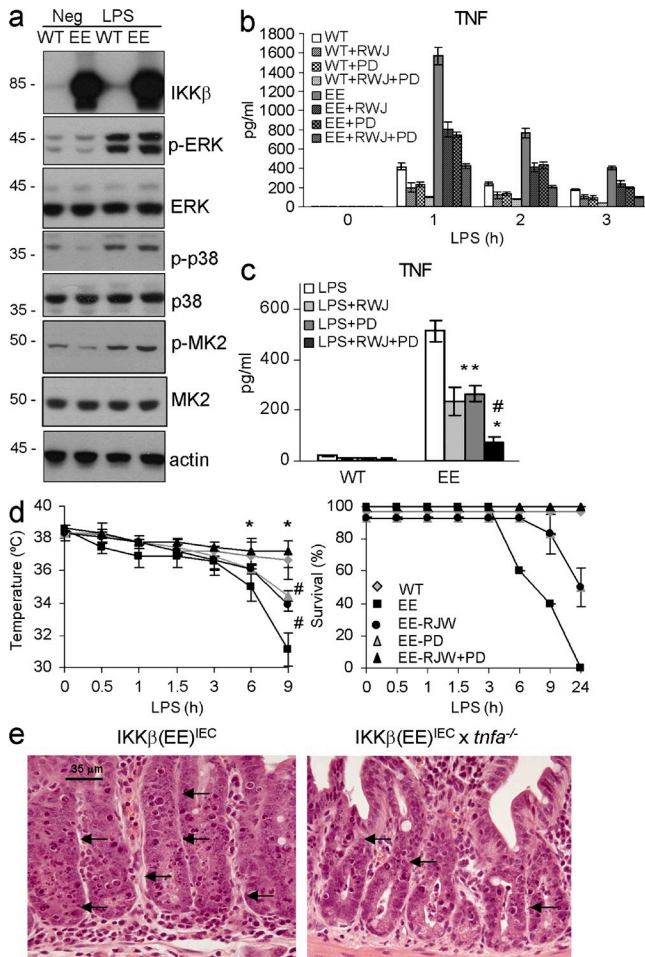 a
Neg LPS
WT EE WT EE
85 -
IKKβ
45 -
p-ERK
45 -
ERK
35 -
p-p38
p38
35 -
50 -
p-MK2
50 -
MK2
45 -
actin
b
TNF
pg/ml
1800
1600
1400
1200
1000
800
600
400
200
0
WT
WT+RWJ
WT+PD
WT+RWJ+PD
EE
EE+RWJ
EE+PD
EE+RWJ+PD
0 1 2 3
LPS (h)
c
TNF
pg/ml
600
400
200
0
LPS
LPS+RWJ
LPS+PD
LPS+RWJ+PD
* *
#
*
WT EE
d
Temperature (°C)
40
38
36
34
32
30
* *
#
#
0 0.5 1 1.5 3 6 9
LPS (h)
Survival (%)
100
80
60
40
20
0
WT
EE
EE-RJW
EE-PD
EE-RJW+PD
0 0.5 1 1.5 3 6 9 24
LPS (h)
e
IKKβ(EE)IEC
35 µm
IKKβ(EE)IEC x tnfa-/-